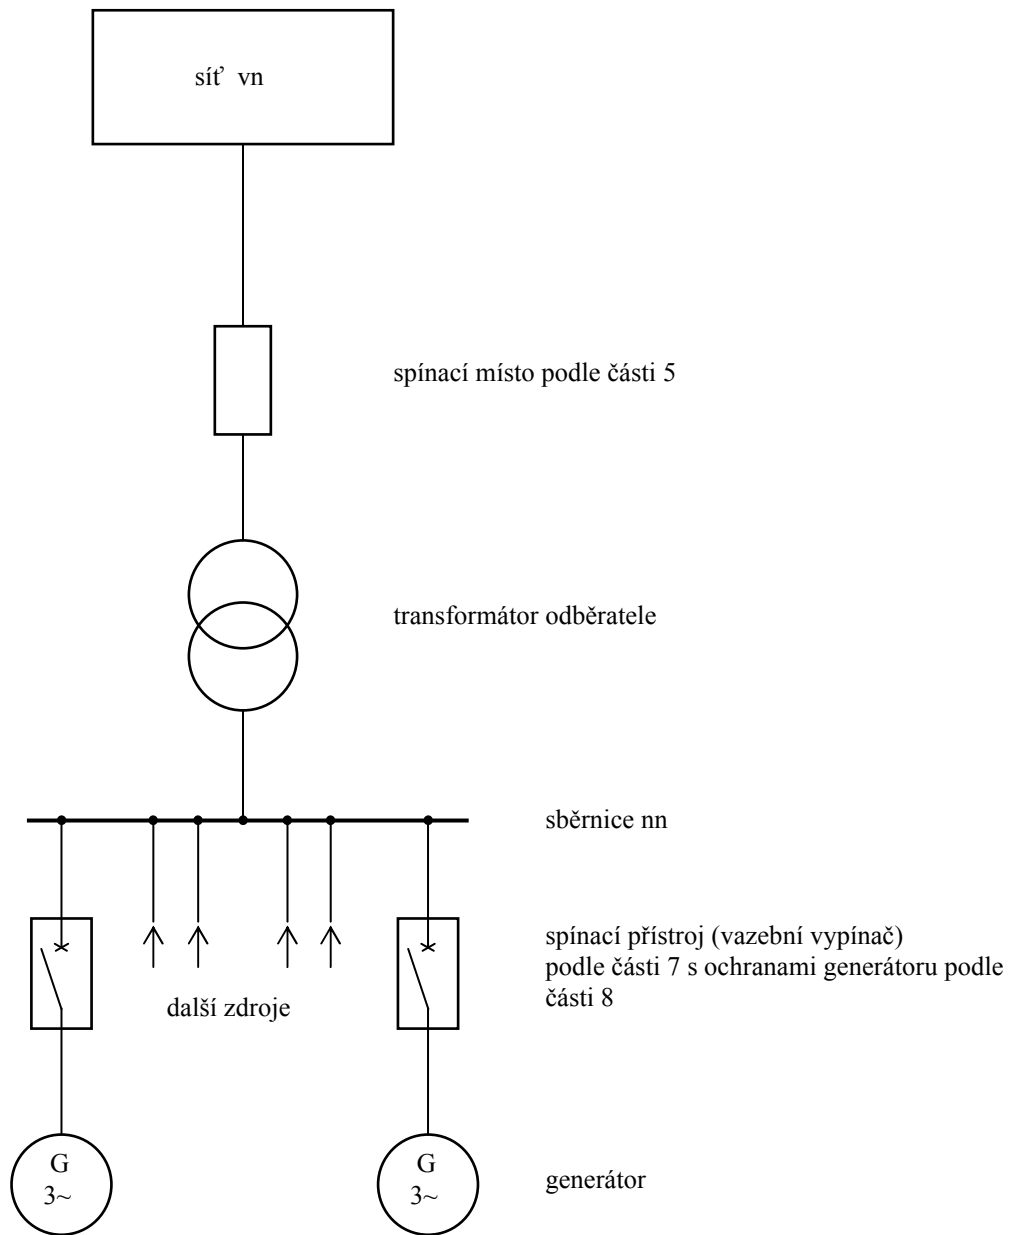 síť vn
spínací místo podle části 5
transformátor odběratele
sběrnice nn
spínací přístroj (vazební vypínač)
podle části 7 s ochranami generátoru podle
části 8
další zdroje
G
3~
G
3~
generátor